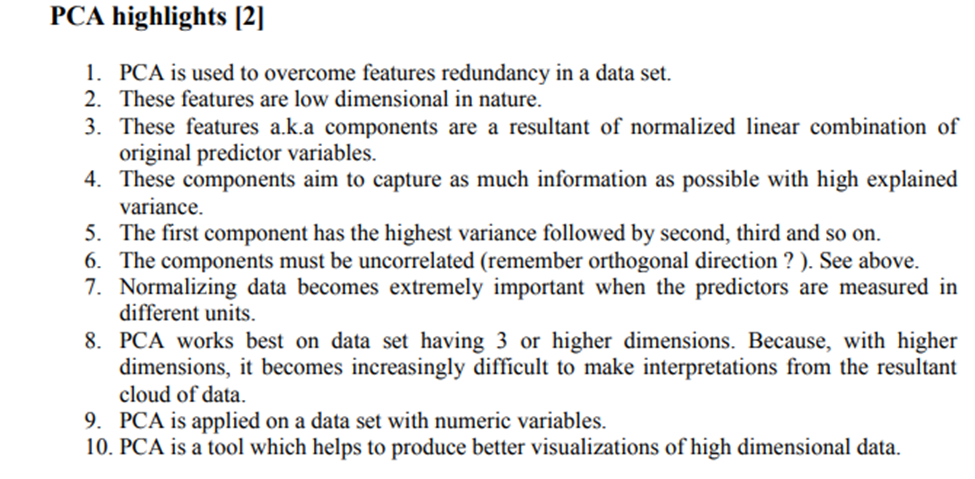 PCA highlights [2]
1. PCA is used to overcome features redundancy in a data set.
2. These features are low dimensional in nature.
3. These features a.k.a components are a resultant of normalized linear combination of
original predictor variables.
4. These components aim to capture as much information as possible with high explained
variance.
5. The first component has the highest variance followed by second, third and so on.
6. The components must be uncorrelated (remember orthogonal direction ? ). See above.
7. Normalizing data becomes extremely important when the predictors are measured in
different units.
8. PCA works best on data set having 3 or higher dimensions. Because, with higher
dimensions, it becomes increasingly difficult to make interpretations from the resultant
cloud of data.
9. PCA is applied on a data set with numeric variables.
10. PCA is a tool which helps to produce better visualizations of high dimensional data.